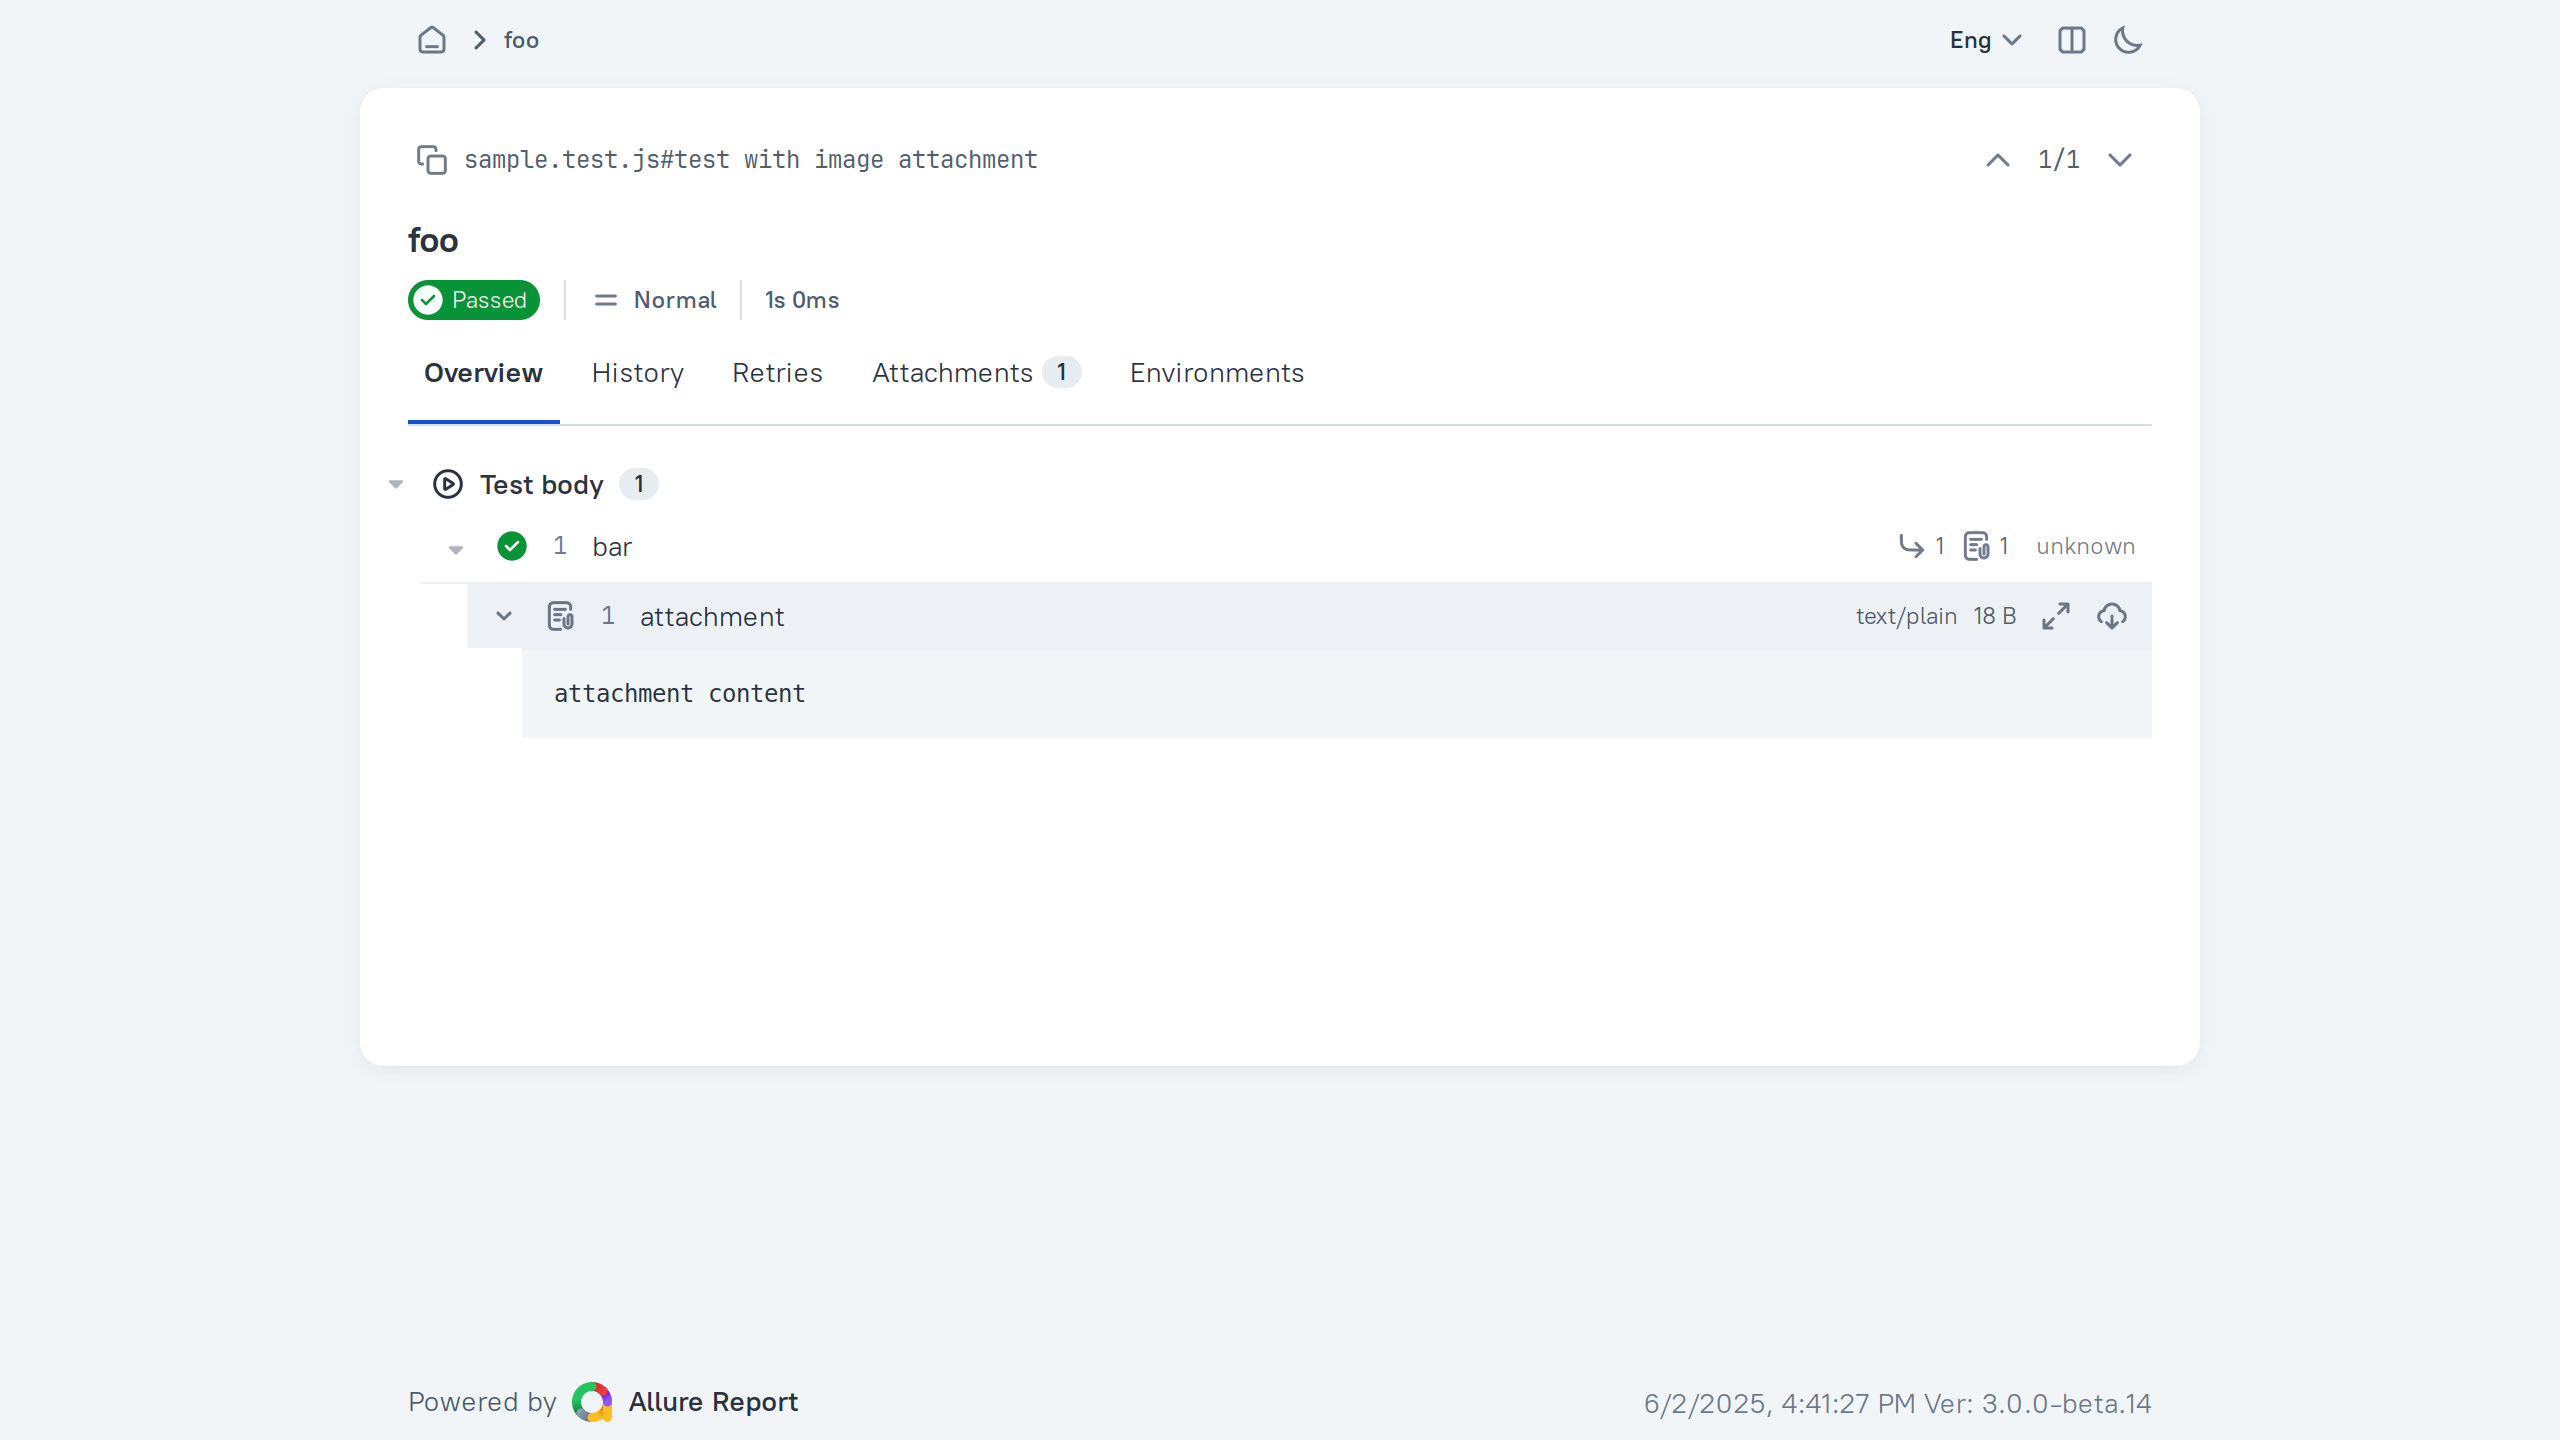 foo
Eng
sample.test.js#test with image attachment
1/1
foo
Passed
Normal
1s 0ms
Overview
History
Retries
Attachments 1
Environments
Test body 1
1 bar
1
1
unknown
1 attachment
text/plain 18 B
attachment content
Powered by Allure Report
6/2/2025, 4:41:27 PM Ver: 3.0.0-beta.14